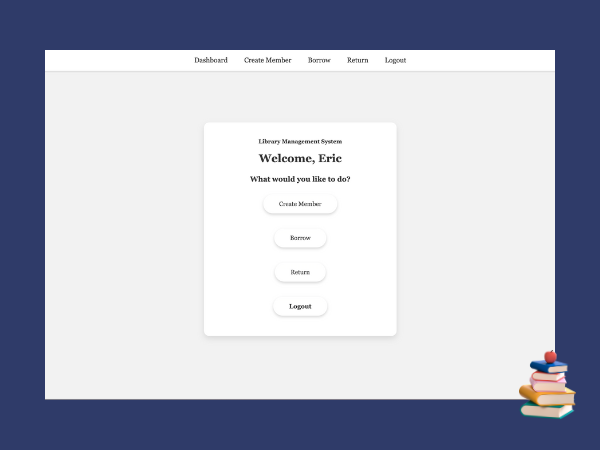 Dashboard Create Member Borrow Return Logout
Library Management System
Welcome, Eric
What would you like to do?
Create Member
Borrow
Return
Logout